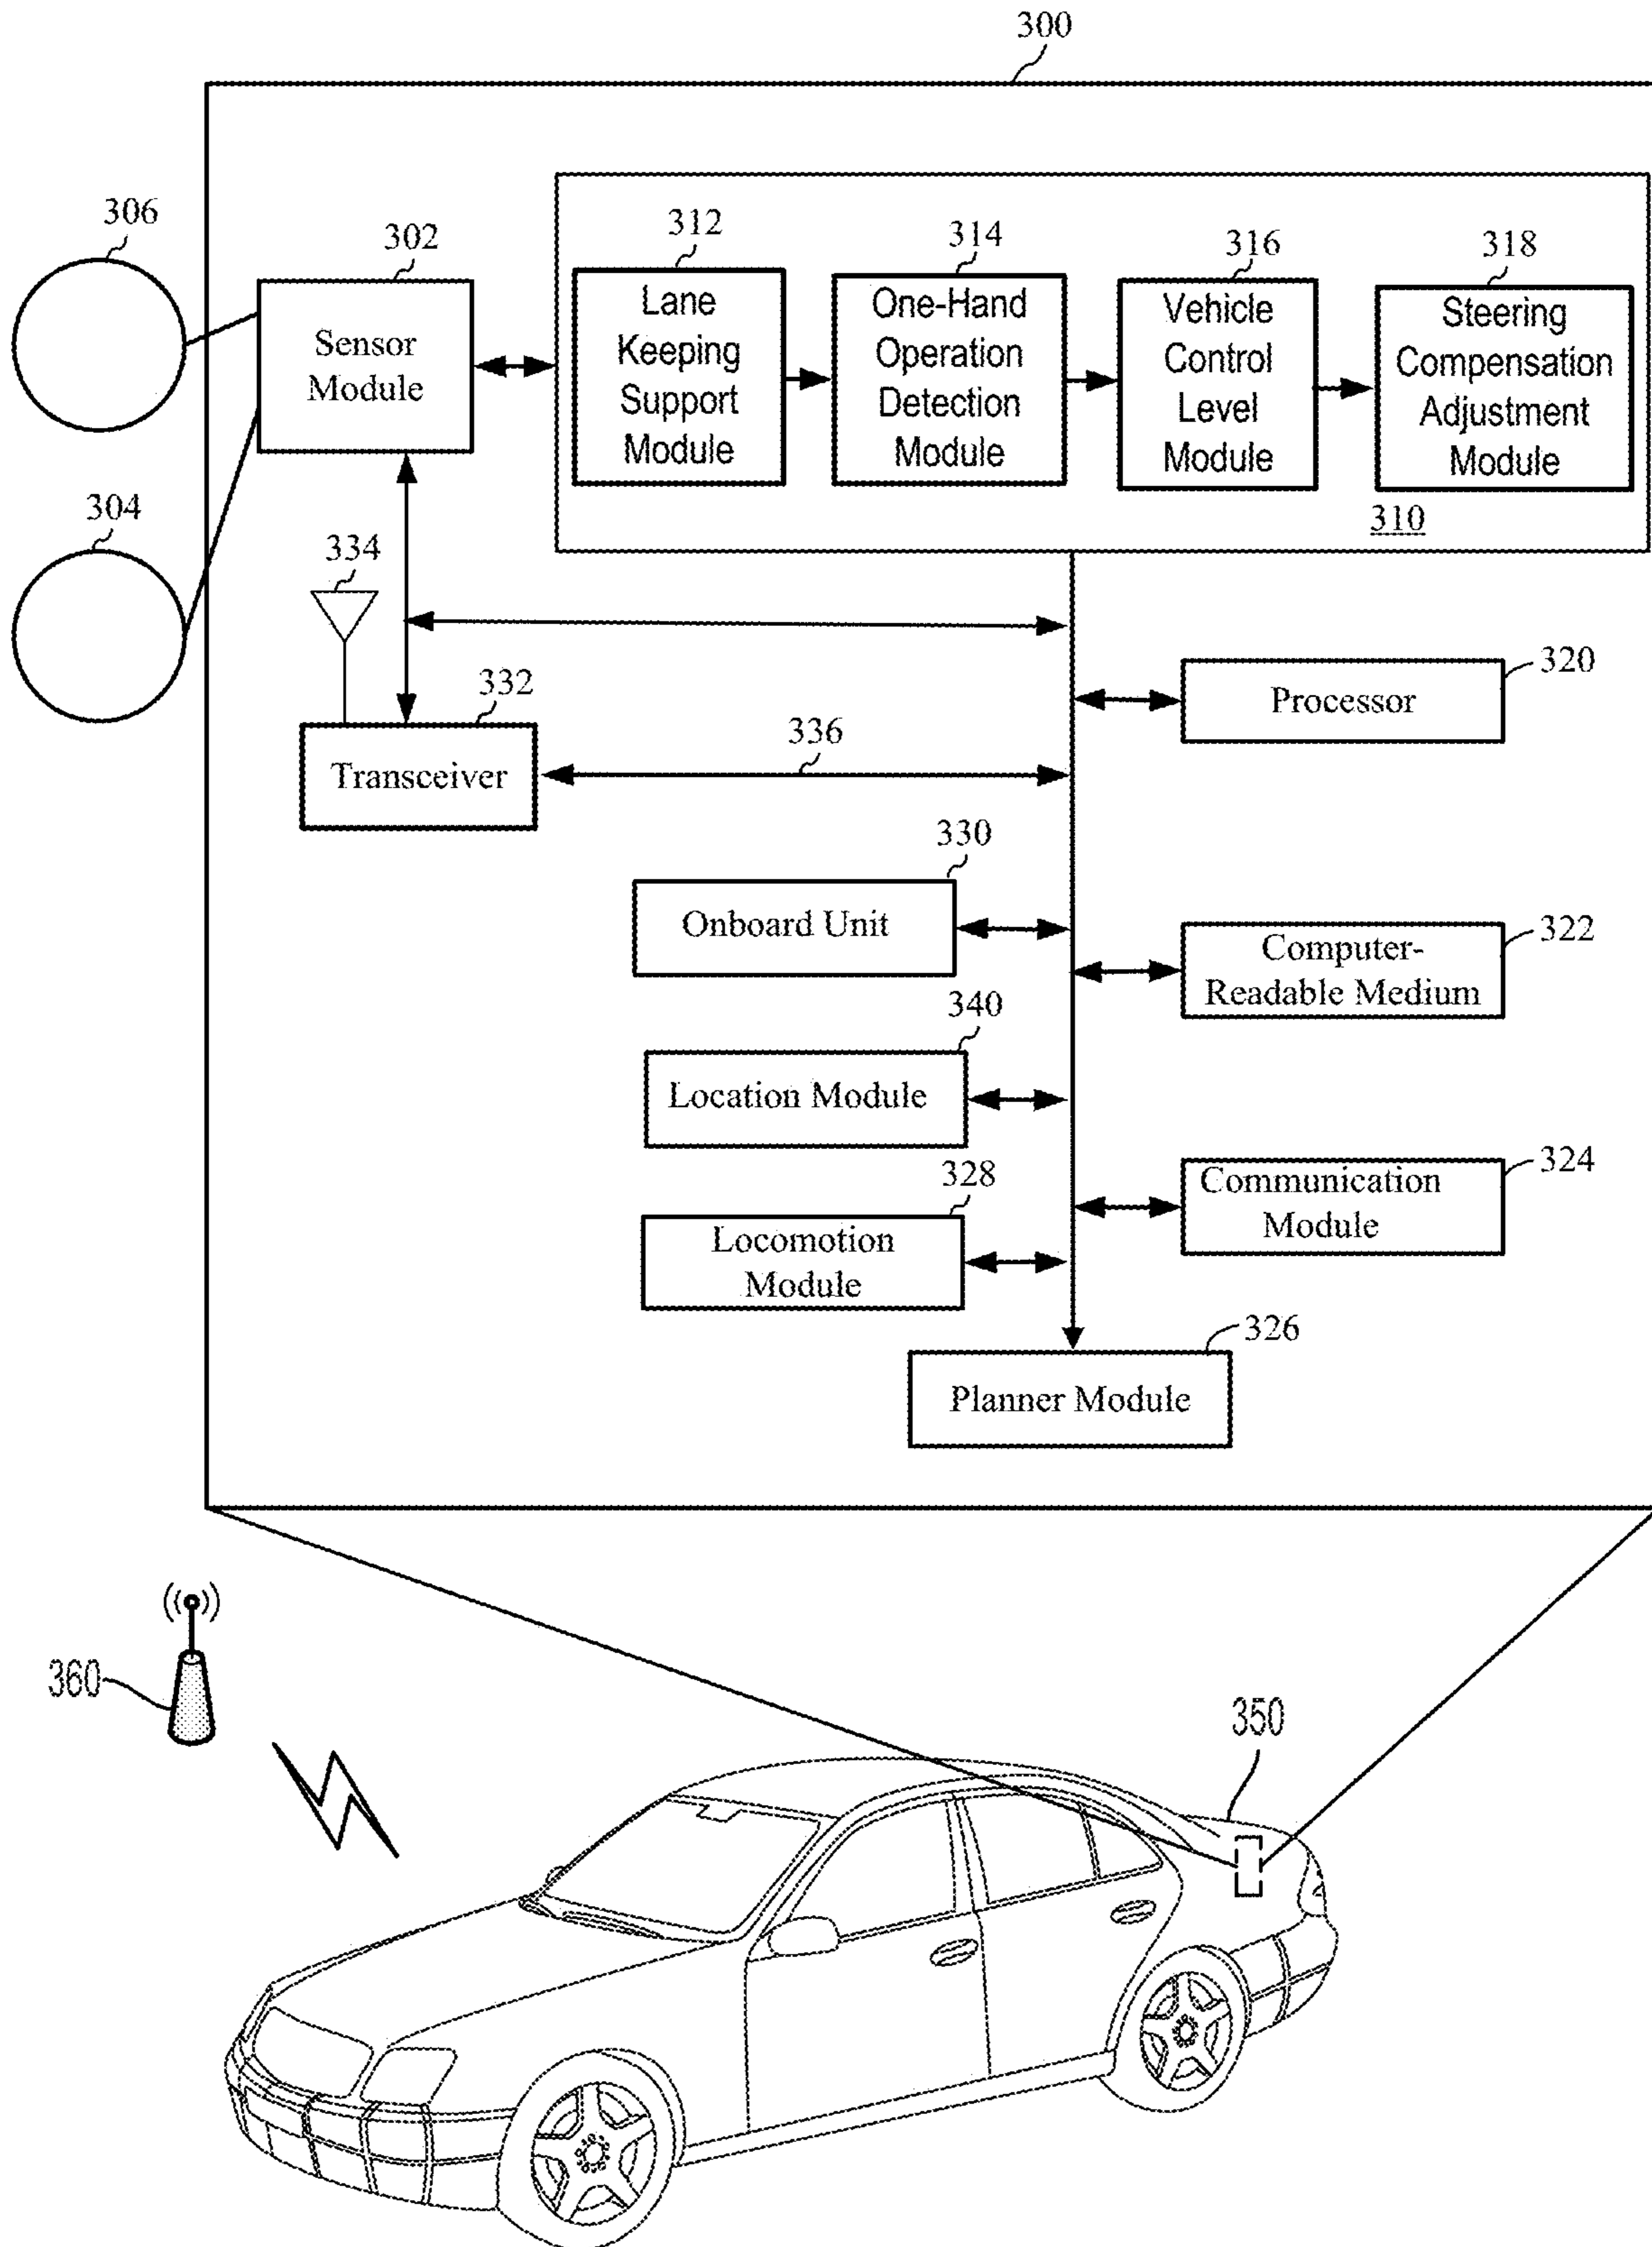 300
306
302
312
314
316
318
Sensor
Module
Lane
Keeping
Support
Module
One-Hand
Operation
Detection
Module
Vehicle
Control
Level
Module
Steering
Compensation
Adjustment
Module
310
304
334
332
Transceiver
336
320
Processor
330
Onboard Unit
322
Computer-
Readable Medium
340
Location Module
324
Communication
Module
328
Locomotion
Module
326
Planner Module
360
350